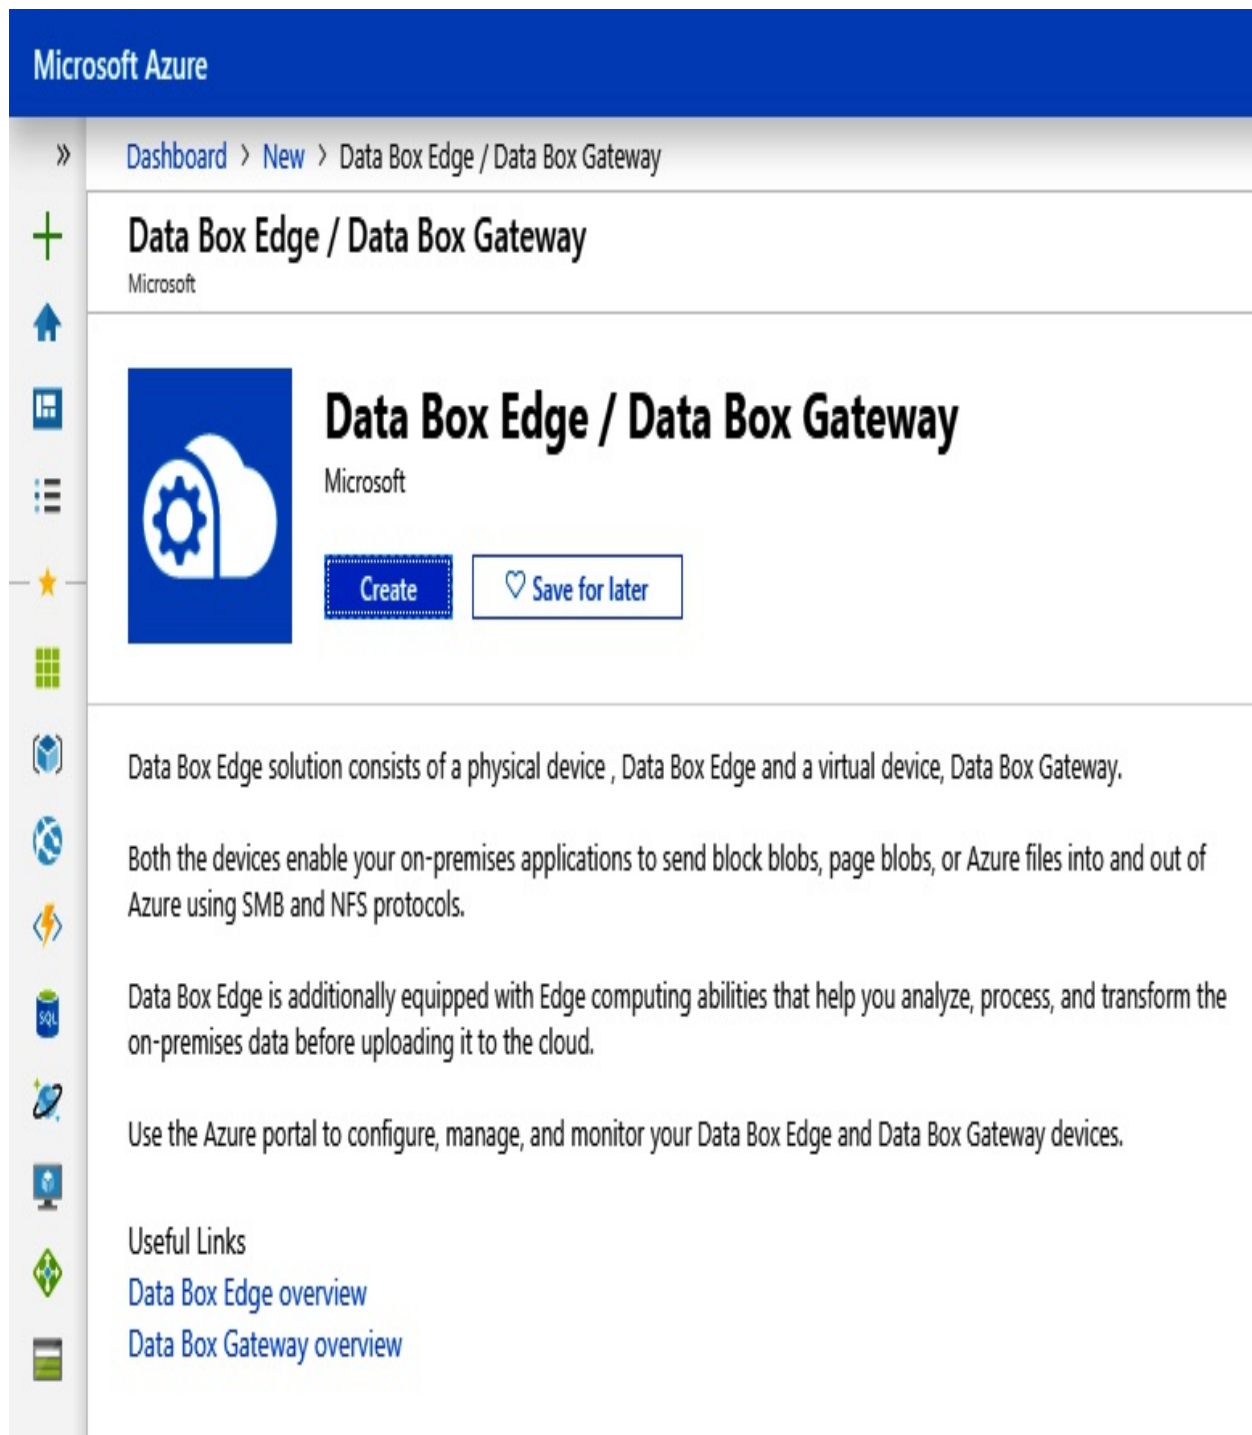 Microsoft Azure
» Dashboard > New > Data Box Edge / Data Box Gateway
Data Box Edge / Data Box Gateway
Microsoft
Data Box Edge / Data Box Gateway
Microsoft
Create ♡ Save for later
Data Box Edge solution consists of a physical device , Data Box Edge and a virtual device, Data Box Gateway.
Both the devices enable your on-premises applications to send block blobs, page blobs, or Azure files into and out of
Azure using SMB and NFS protocols.
Data Box Edge is additionally equipped with Edge computing abilities that help you analyze, process, and transform the
on-premises data before uploading it to the cloud.
SQL
Use the Azure portal to configure, manage, and monitor your Data Box Edge and Data Box Gateway devices.
Useful Links
Data Box Edge overview
Data Box Gateway overview